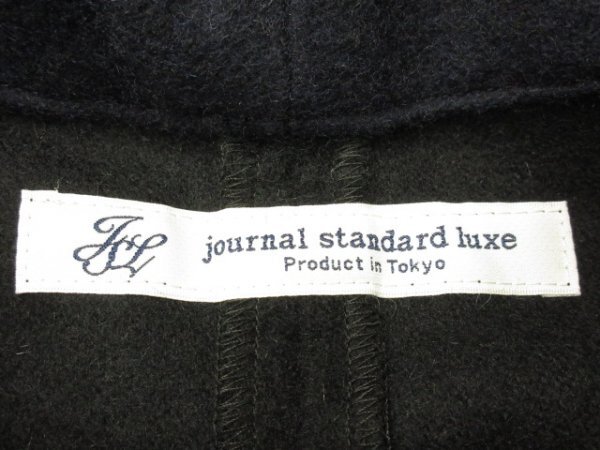 JSL
journal standard luxe
Product in Tokyo